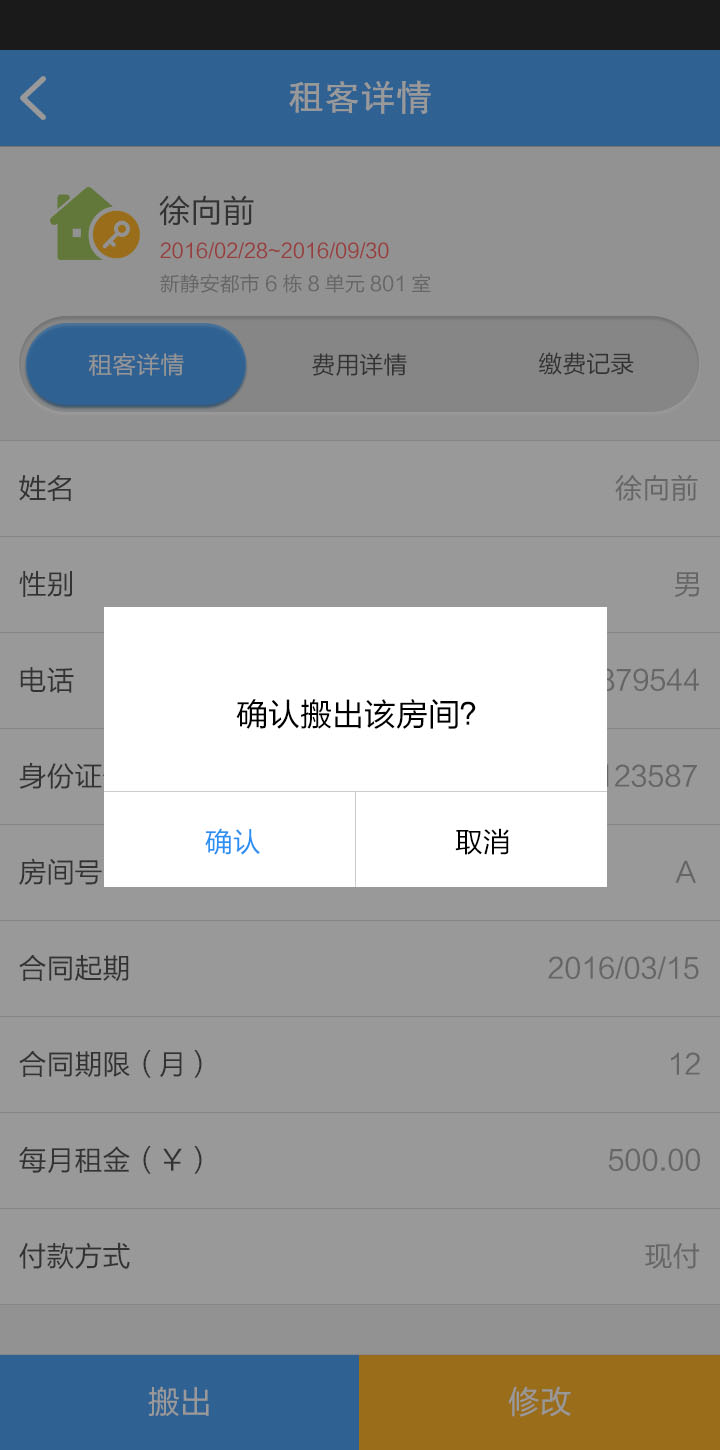 租客详情
徐向前
2016/02/28~2016/09/30
新静安都市 6 栋 8 单元 801 室
租客详情 费用详情 缴费记录
姓名 徐向前
性别 男
电话 379544
确认搬出该房间?
身份证 123587
确认 取消
房间号 A
合同起期 2016/03/15
合同期限（月） 12
每月租金（￥） 500.00
付款方式 现付
搬出 修改